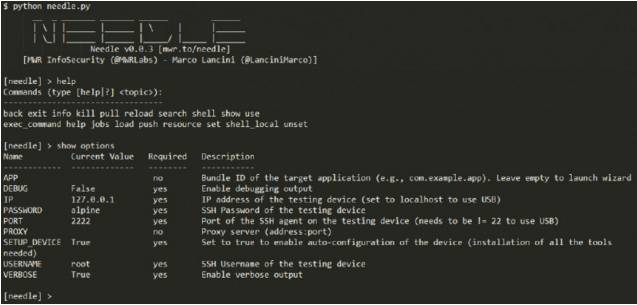 $ python needle.py
NEEDLE
Needle v0.0.3 [mwr.to/needle]
[MWR InfoSecurity (@MWRLabs) - Marco Lancini (@LanciniMarco)]
[needle] > help
Commands (type [help|?] <topic>):
---------------------------------
back exit info kill pull reload search shell show use
exec_command help jobs load push resource set shell_local unset
[needle] > show options
Name Current Value Required Description
------------ ------------- -------- -----------
APP no Bundle ID of the target application (e.g., com.example.app). Leave empty to launch wizard
DEBUG False yes Enable debugging output
IP 127.0.0.1 yes IP address of the testing device (set to localhost to use USB)
PASSWORD alpine yes SSH Password of the testing device
PORT 2222 yes Port of the SSH agent on the testing device (needs to be != 22 to use USB)
PROXY no Proxy server (address:port)
SETUP_DEVICE True yes Set to true to enable auto-configuration of the device (installation of all the tools
needed)
USERNAME root yes SSH Username of the testing device
VERBOSE True yes Enable verbose output
[needle] >